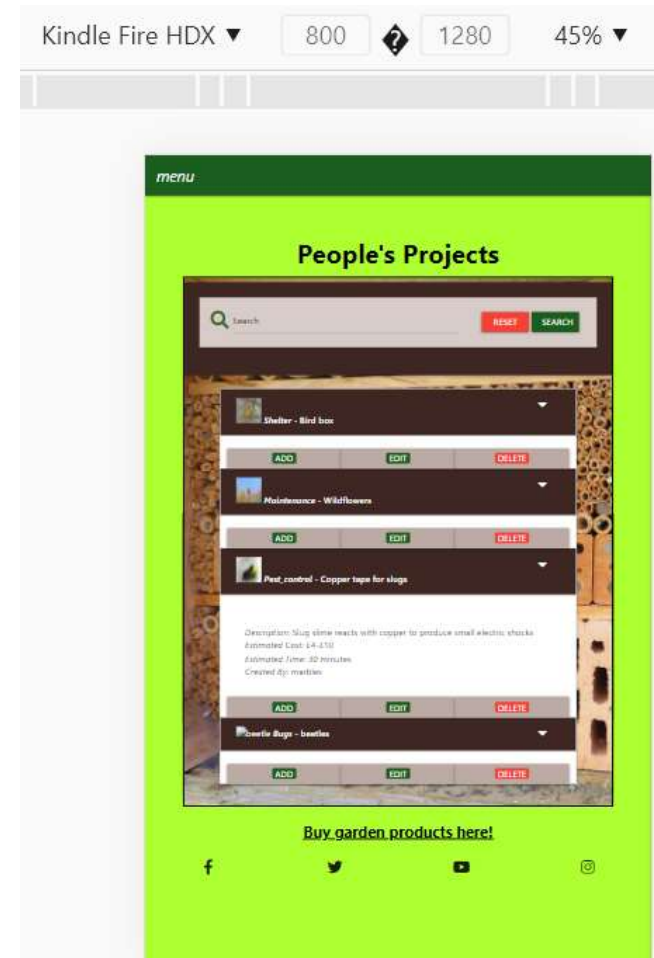 Kindle Fire HDX ▼ 800 � 1280 45% ▼
menu
People's Projects
Search RESET SEARCH
Shelter - Bird box
ADD EDIT DELETE
Maintenance - Wildflowers
ADD EDIT DELETE
Pest_control - Copper tape for slugs
Description: Slug slime reacts with copper to produce small electric shocks
Estimated Cost: £4-£10
Estimated Time: 30 minutes
Created By: marbles
ADD EDIT DELETE
beetle Bugs - beetles
ADD EDIT DELETE
Buy garden products here!